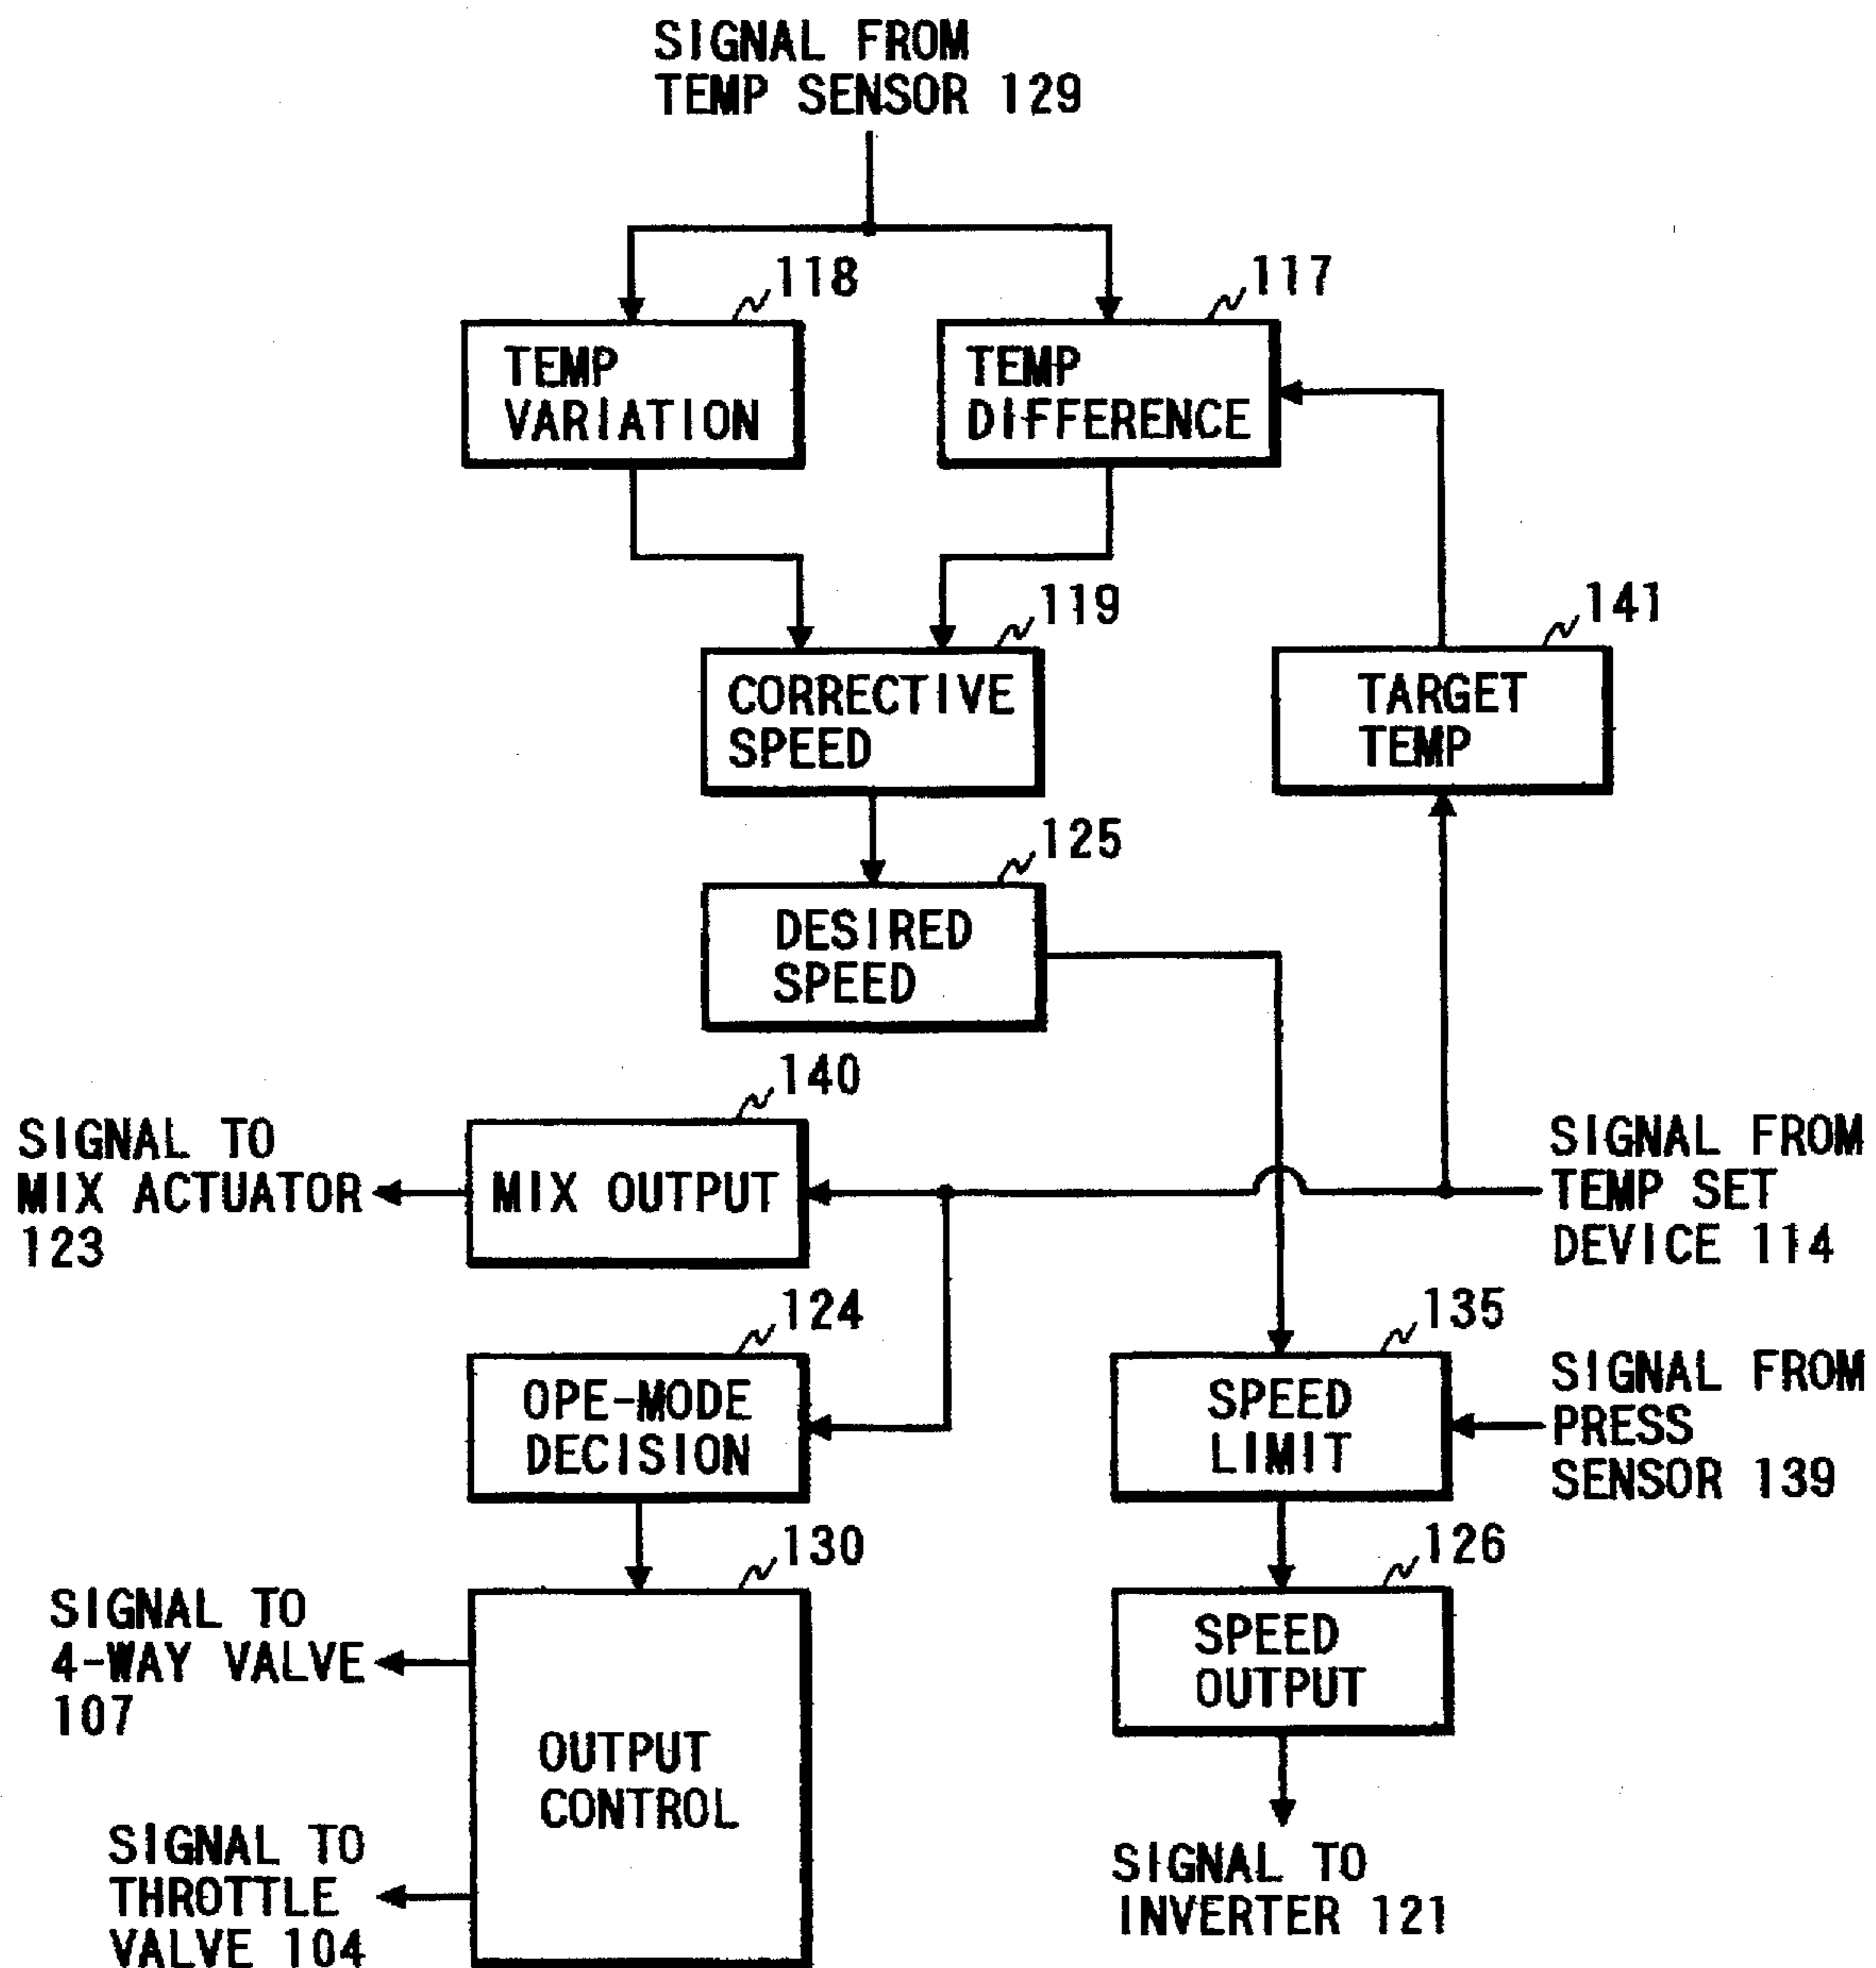 SIGNAL FROM
TEMP SENSOR 129
118
117
TEMP
VARIATION
TEMP
DIFFERENCE
119
141
CORRECTIVE
SPEED
TARGET
TEMP
125
DESIRED
SPEED
140
SIGNAL TO
MIX ACTUATOR
123
MIX OUTPUT
SIGNAL FROM
TEMP SET
DEVICE 114
124
135
OPE-MODE
DECISION
SPEED
LIMIT
SIGNAL FROM
PRESS
SENSOR 139
130
126
SIGNAL TO
4-WAY VALVE
107
SPEED
OUTPUT
OUTPUT
CONTROL
SIGNAL TO
THROTTLE
VALVE 104
SIGNAL TO
INVERTER 121